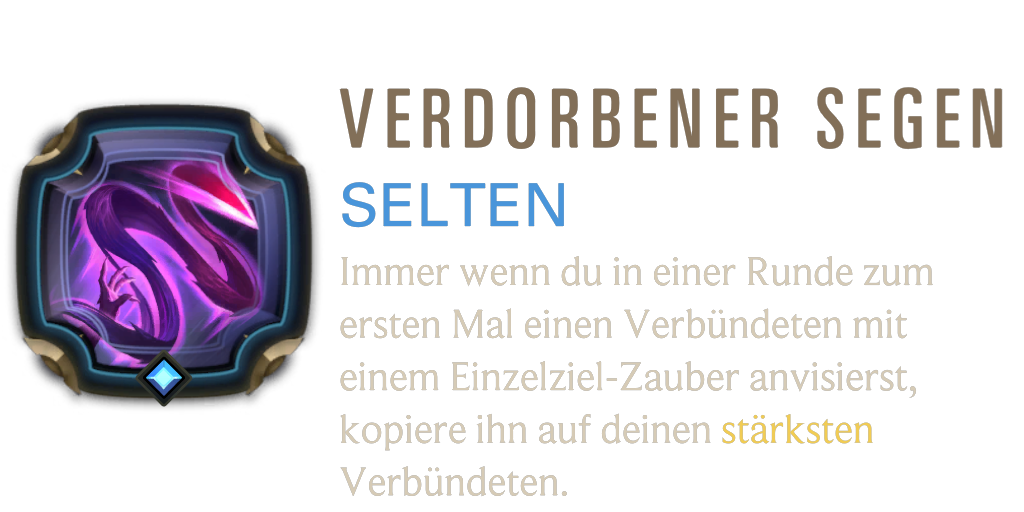 VERDORBENER SEGEN
SELTEN
Immer wenn du in einer Runde zum
ersten Mal einen Verbündeten mit
einem Einzelziel-Zauber anvisierst,
kopiere ihn auf deinen stärksten
Verbündeten.